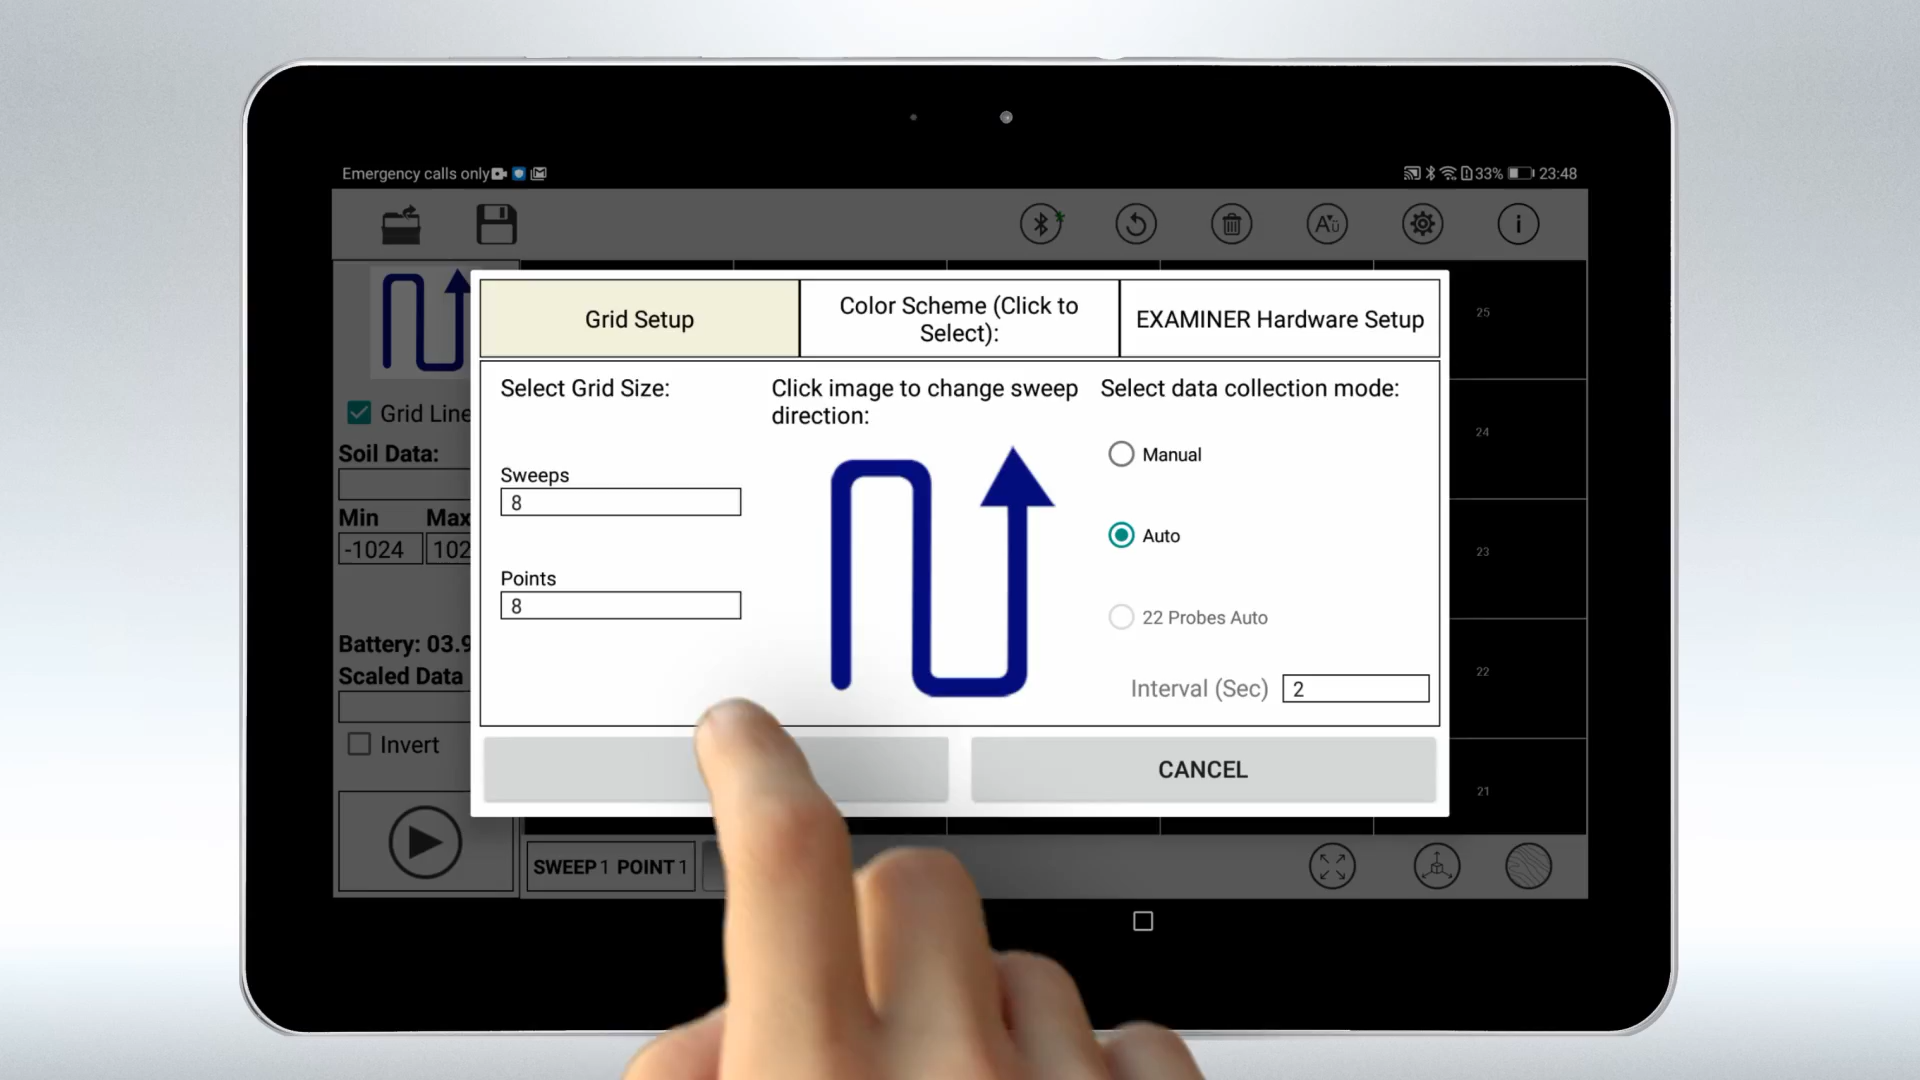 Emergency calls only
33% 23:48
Grid Setup
Color Scheme (Click to
Select):
EXAMINER Hardware Setup
Select Grid Size:
Click image to change sweep
direction:
Select data collection mode:
Sweeps
8
Points
8
Manual
Auto
22 Probes Auto
Interval (Sec) 2
CANCEL
Grid Line
Soil Data:
Min Max
-1024 102
Battery: 03.9
Scaled Data
Invert
SWEEP 1 POINT 1
25
24
23
22
21